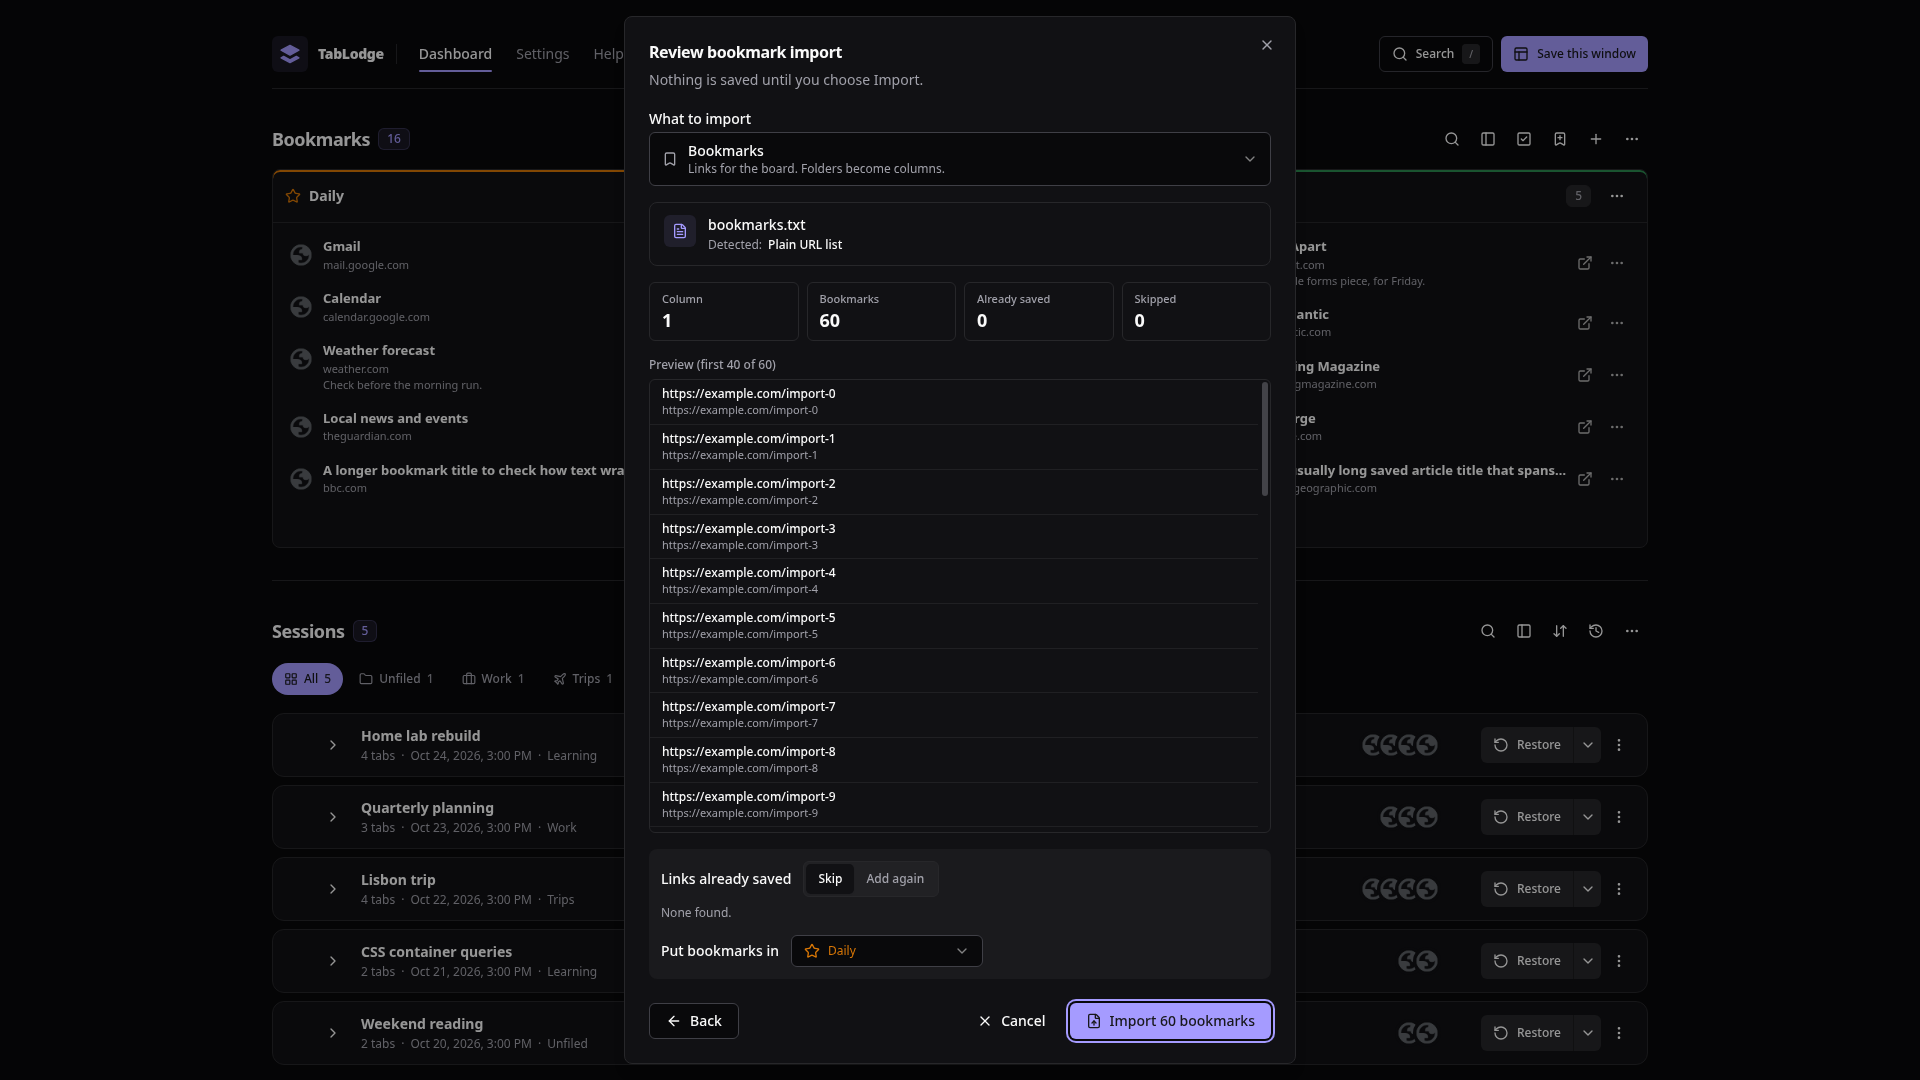 TabLodge
Dashboard
Settings
Help
Search /
Save this window
Bookmarks 16
Daily
Gmail
mail.google.com
Calendar
calendar.google.com
Weather forecast
weather.com
Check before the morning run.
Local news and events
theguardian.com
A longer bookmark title to check how text wra
bbc.com
Review bookmark import
Nothing is saved until you choose Import.
What to import
Bookmarks
Links for the board. Folders become columns.
bookmarks.txt
Detected: Plain URL list
Column
1
Bookmarks
60
Already saved
0
Skipped
0
Preview (first 40 of 60)
https://example.com/import-0
https://example.com/import-0
https://example.com/import-1
https://example.com/import-1
https://example.com/import-2
https://example.com/import-2
https://example.com/import-3
https://example.com/import-3
https://example.com/import-4
https://example.com/import-4
https://example.com/import-5
https://example.com/import-5
https://example.com/import-6
https://example.com/import-6
https://example.com/import-7
https://example.com/import-7
https://example.com/import-8
https://example.com/import-8
https://example.com/import-9
https://example.com/import-9
Links already saved
Skip
Add again
None found.
Put bookmarks in
Daily
Back
Cancel
Import 60 bookmarks
5
Apart
t.com
le forms piece, for Friday.
antic
tic.com
ing Magazine
gmagazine.com
rge
.com
usually long saved article title that spans...
geographic.com
Sessions 5
All 5
Unfiled 1
Work 1
Trips 1
Home lab rebuild
4 tabs · Oct 24, 2026, 3:00 PM · Learning
Restore
Quarterly planning
3 tabs · Oct 23, 2026, 3:00 PM · Work
Restore
Lisbon trip
4 tabs · Oct 22, 2026, 3:00 PM · Trips
Restore
CSS container queries
2 tabs · Oct 21, 2026, 3:00 PM · Learning
Restore
Weekend reading
2 tabs · Oct 20, 2026, 3:00 PM · Unfiled
Restore